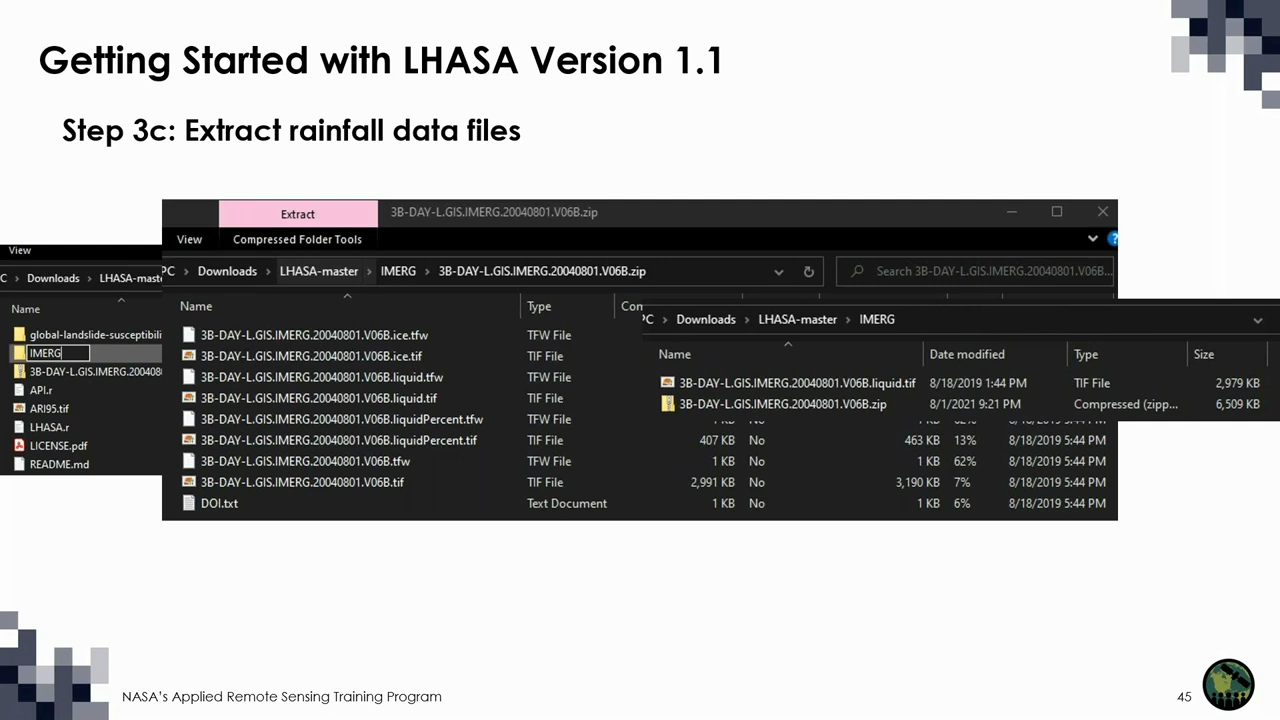 Getting Started with LHASA Version 1.1
Step 3c: Extract rainfall data files
View
C > Downloads > LHASA-maste
Name
global-landslide-susceptibili
IMERG
3B-DAY-L.GIS.IMERG.200408
API.r
ARI95.tif
LHASA.r
LICENSE.pdf
README.md
Extract 3B-DAY-L.GIS.IMERG.20040801.V06B.zip
View Compressed Folder Tools
PC > Downloads > LHASA-master > IMERG > 3B-DAY-L.GIS.IMERG.20040801.V06B.zip Search 3B-DAY-L.GIS.IMERG.20040801.V06B...
Name Type Con
3B-DAY-L.GIS.IMERG.20040801.V06B.ice.tfw TFW File
3B-DAY-L.GIS.IMERG.20040801.V06B.ice.tif TIF File
3B-DAY-L.GIS.IMERG.20040801.V06B.liquid.tfw TFW File
3B-DAY-L.GIS.IMERG.20040801.V06B.liquid.tif TIF File
3B-DAY-L.GIS.IMERG.20040801.V06B.liquidPercent.tfw TFW File
3B-DAY-L.GIS.IMERG.20040801.V06B.liquidPercent.tif TIF File 407 KB No 463 KB 13% 8/18/2019 5:44 PM
3B-DAY-L.GIS.IMERG.20040801.V06B.tfw TFW File 1 KB No 1 KB 62% 8/18/2019 5:44 PM
3B-DAY-L.GIS.IMERG.20040801.V06B.tif TIF File 2,991 KB No 3,190 KB 7% 8/18/2019 5:44 PM
DOI.txt Text Document 1 KB No 1 KB 6% 8/18/2019 5:44 PM
PC > Downloads > LHASA-master > IMERG
Name Date modified Type Size
3B-DAY-L.GIS.IMERG.20040801.V06B.liquid.tif 8/18/2019 1:44 PM TIF File 2,979 KB
3B-DAY-L.GIS.IMERG.20040801.V06B.zip 8/1/2021 9:21 PM Compressed (zipp... 6,509 KB
NASA's Applied Remote Sensing Training Program
45